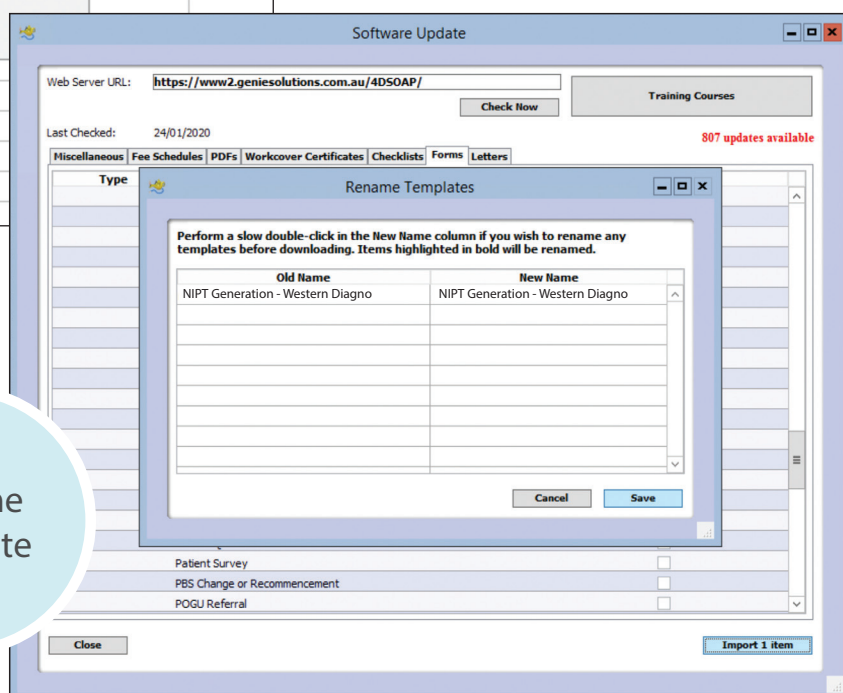 Software Update
Web Server URL: https://www2.geniesolutions.com.au/4DSOAP/
Check Now
Training Courses
Last Checked: 24/01/2020
807 updates available
Miscellaneous Fee Schedules PDFs Workcover Certificates Checklists Forms Letters
Type
Rename Templates
Perform a slow double-click in the New Name column if you wish to rename any
templates before downloading. Items highlighted in bold will be renamed.
Old Name New Name
NIPT Generation - Western Diagno NIPT Generation - Western Diagno
Cancel Save
Patient Survey
PBS Change or Recommencement
POGU Referral
Close Import 1 item